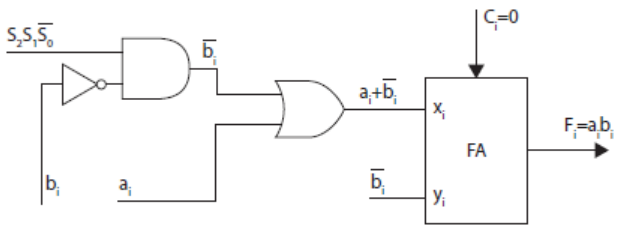 S₂S₁S̅₀
b̅ᵢ
Cᵢ=0
aᵢ+b̅ᵢ
xᵢ
Fᵢ=aᵢbᵢ
FA
bᵢ
aᵢ
b̅ᵢ
yᵢ